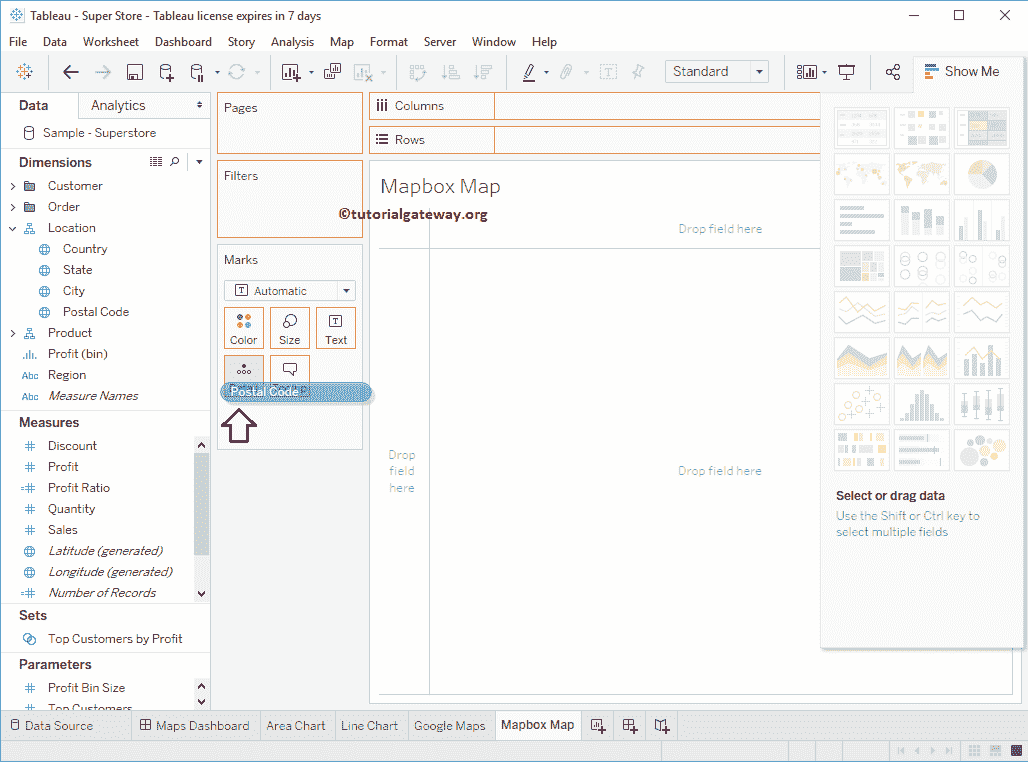 Tableau - Super Store - Tableau license expires in 7 days
File Data Worksheet Dashboard Story Analysis Map Format Server Window Help
Standard
Show Me
Data
Analytics
Sample - Superstore
Dimensions
Customer
Order
Location
Country
State
City
Postal Code
Product
Profit (bin)
Abc Region
Abc Measure Names
Measures
Discount
Profit
Profit Ratio
Quantity
Sales
Latitude (generated)
Longitude (generated)
Number of Records
Sets
Top Customers by Profit
Parameters
Profit Bin Size
Top Customers
Pages
Filters
Marks
Automatic
Color Size Text
Postal Code
Columns
Rows
Mapbox Map
©tutorialgateway.org
Drop field here
Drop
field
here
Drop field here
Select or drag data
Use the Shift or Ctrl key to
select multiple fields
Data Source Maps Dashboard Area Chart Line Chart Google Maps Mapbox Map